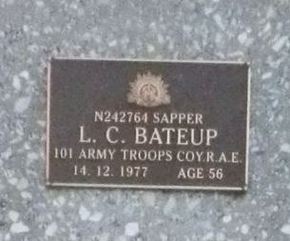 N242764 SAPPER
L. C. BATEUP
101 ARMY TROOPS COY.R.A.E.
14. 12. 1977 AGE 56